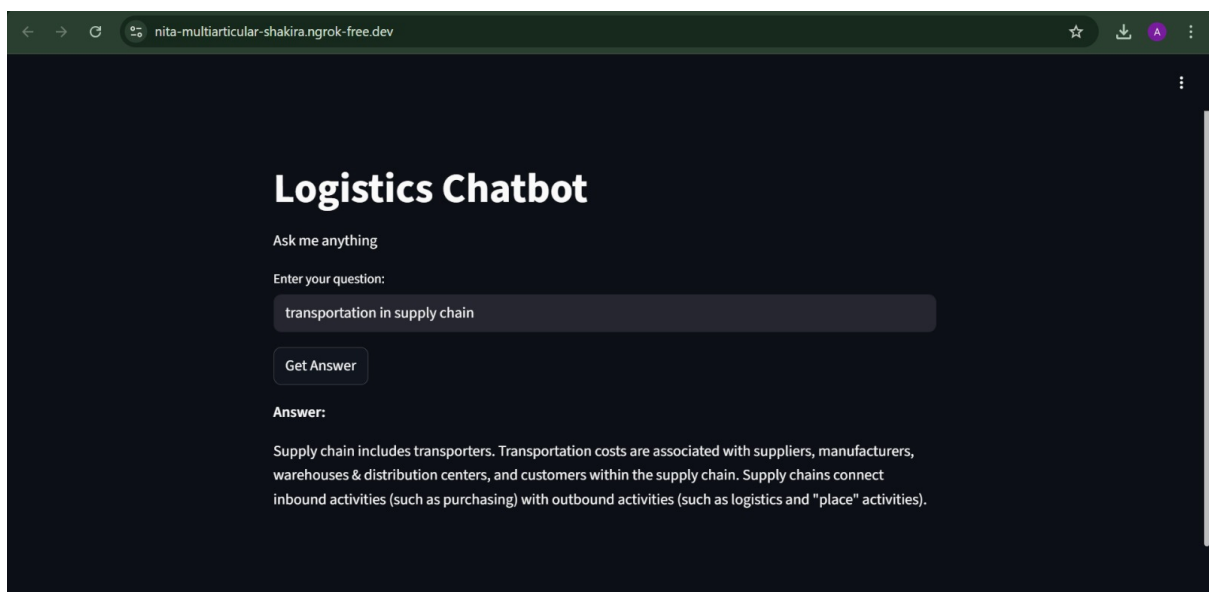 nita-multiarticular-shakira.ngrok-free.dev
A
Logistics Chatbot
Ask me anything
Enter your question:
transportation in supply chain
Get Answer
Answer:
Supply chain includes transporters. Transportation costs are associated with suppliers, manufacturers,
warehouses & distribution centers, and customers within the supply chain. Supply chains connect
inbound activities (such as purchasing) with outbound activities (such as logistics and "place" activities).